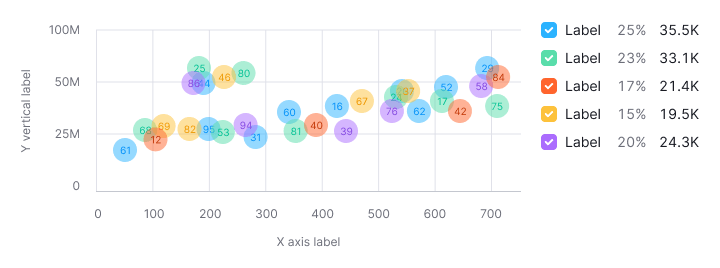 100M
50M
25M
0
Y vertical label
0 100 200 300 400 500 600 700
X axis label
25 46 80 29 84
86 52 58
60 16 67 76 62 17 42 75
61 68 69 12 82 95 53 94 31 81 40 39
Label 25% 35.5K
Label 23% 33.1K
Label 17% 21.4K
Label 15% 19.5K
Label 20% 24.3K